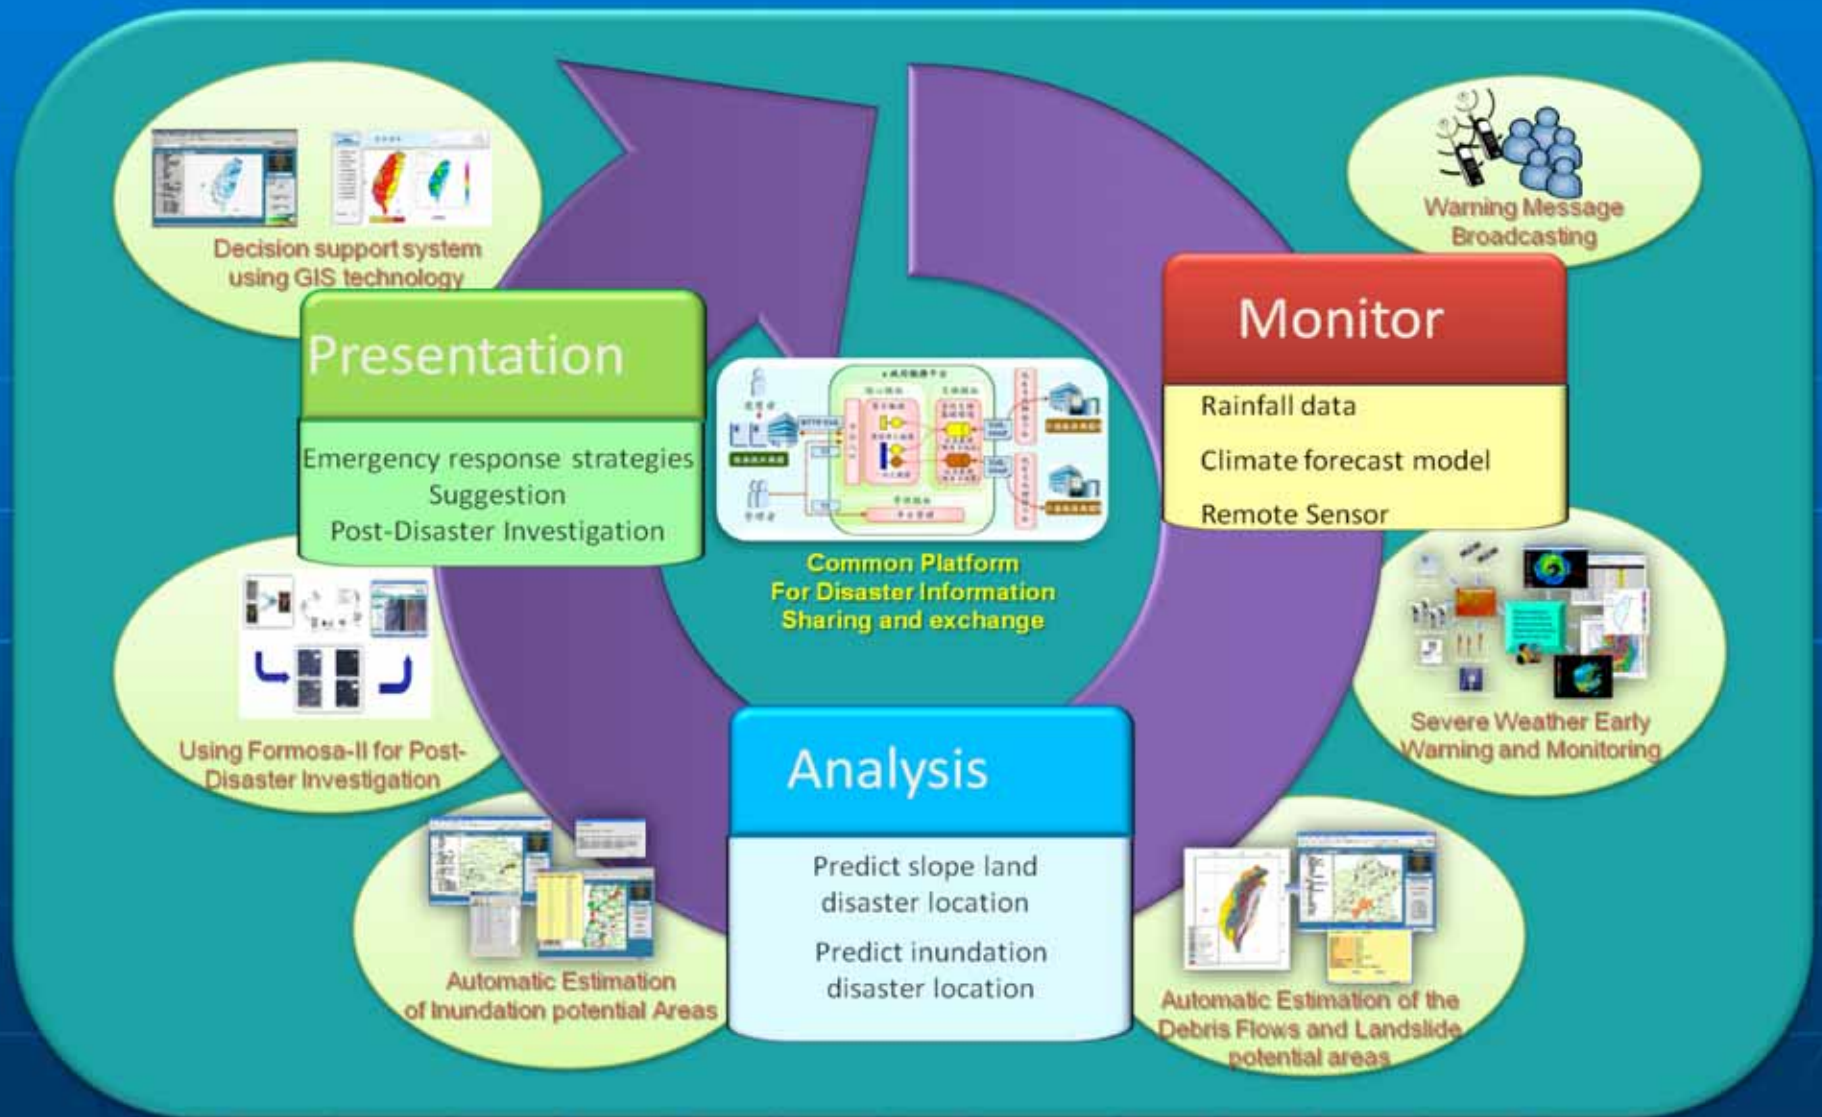 Decision support system
using GIS technology
Warning Message
Broadcasting
Presentation
Emergency response strategies
Suggestion
Post-Disaster Investigation
Monitor
Rainfall data
Climate forecast model
Remote Sensor
HTTP/SSL
Common Platform
For Disaster Information
Sharing and exchange
Using Formosa-II for Post-
Disaster Investigation
Severe Weather Early
Warning and Monitoring
Analysis
Predict slope land
disaster location
Predict inundation
disaster location
Automatic Estimation
of Inundation potential Areas
Automatic Estimation of the
Debris Flows and Landslide
potential areas